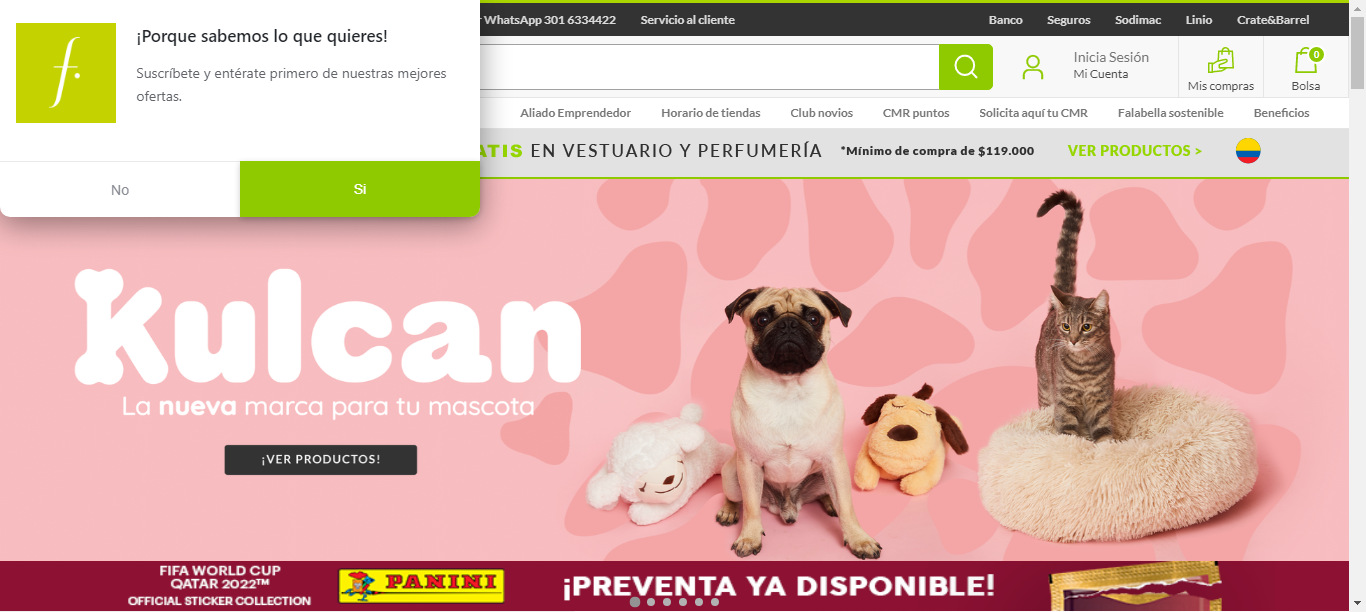 ¡Porque sabemos lo que quieres!
Suscríbete y entérate primero de nuestras mejores
ofertas.
No
Si
WhatsApp 301 6334422
Servicio al cliente
Banco
Seguros
Sodimac
Linio
Crate&Barrel
Inicia Sesión
Mi Cuenta
Mis compras
0
Bolsa
Aliado Emprendedor
Horario de tiendas
Club novios
CMR puntos
Solicita aquí tu CMR
Falabella sostenible
Beneficios
EN VESTUARIO Y PERFUMERÍA
*Mínimo de compra de $119.000
VER PRODUCTOS >
Kulcan
La nueva marca para tu mascota
¡VER PRODUCTOS!
FIFA WORLD CUP
QATAR 2022™
OFFICIAL STICKER COLLECTION
PANINI
¡PREVENTA YA DISPONIBLE!